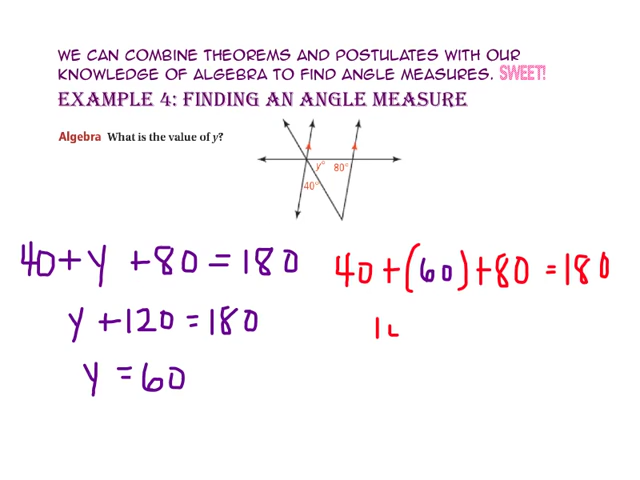 WE CAN COMBINE THEOREMS AND POSTULATES WITH OUR
KNOWLEDGE OF ALGEBRA TO FIND ANGLE MEASURES. SWEET!
EXAMPLE 4: FINDING AN ANGLE MEASURE
Algebra What is the value of y?
y° 80°
40°
40 + y + 80 = 180
y + 120 = 180
y = 60
40 + (60) + 80 = 180